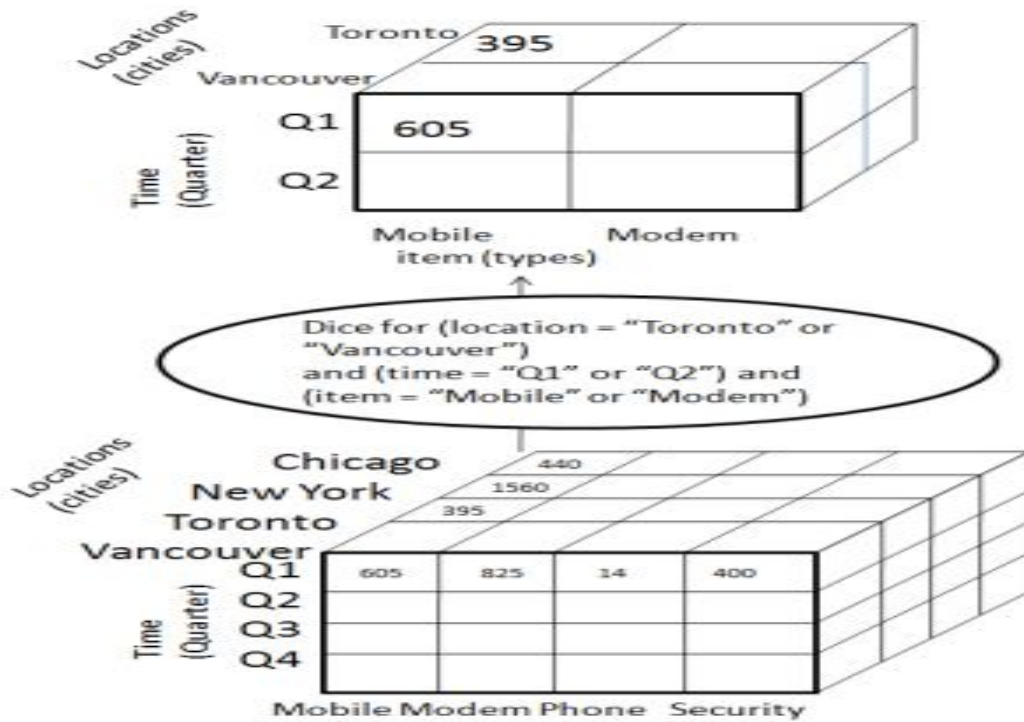 Locations
(cities)
Toronto
395
Vancouver
Time
(Quarter)
Q1
605
Q2
Mobile Modem
item (types)
Dice for (location = “Toronto” or
“Vancouver”)
and (time = “Q1” or “Q2”) and
(item = “Mobile” or “Modem”)
Locations
(cities)
Chicago 440
New York 1560
Toronto 395
Vancouver
Time
(Quarter)
Q1 605 825 14 400
Q2
Q3
Q4
Mobile Modem Phone Security